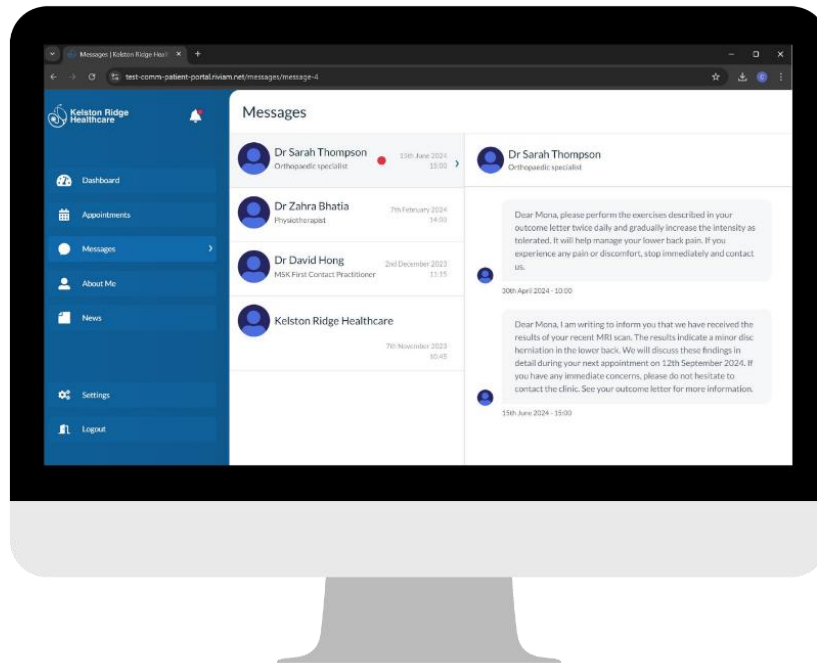 Messages | Kelston Ridge Heal
test-comm-patient-portal.riviam.net/messages/message-4
Kelston Ridge
Healthcare
Dashboard
Appointments
Messages
About Me
News
Settings
Logout
Messages
Dr Sarah Thompson
15th June 2024
Orthopaedic specialist
15:00
Dr Zahra Bhatia
7th February 2024
Physiotherapist
14:00
Dr David Hong
2nd December 2023
MSK First Contact Practitioner
11:15
Kelston Ridge Healthcare
7th November 2023
10:45
Dr Sarah Thompson
Orthopaedic specialist
Dear Mona, please perform the exercises described in your
outcome letter twice daily and gradually increase the intensity as
tolerated. It will help manage your lower back pain. If you
experience any pain or discomfort, stop immediately and contact
us.
30th April 2024 - 10:00
Dear Mona, I am writing to inform you that we have received the
results of your recent MRI scan. The results indicate a minor disc
herniation in the lower back. We will discuss these findings in
detail during your next appointment on 12th September 2024. If
you have any immediate concerns, please do not hesitate to
contact the clinic. See your outcome letter for more information.
15th June 2024 - 15:00